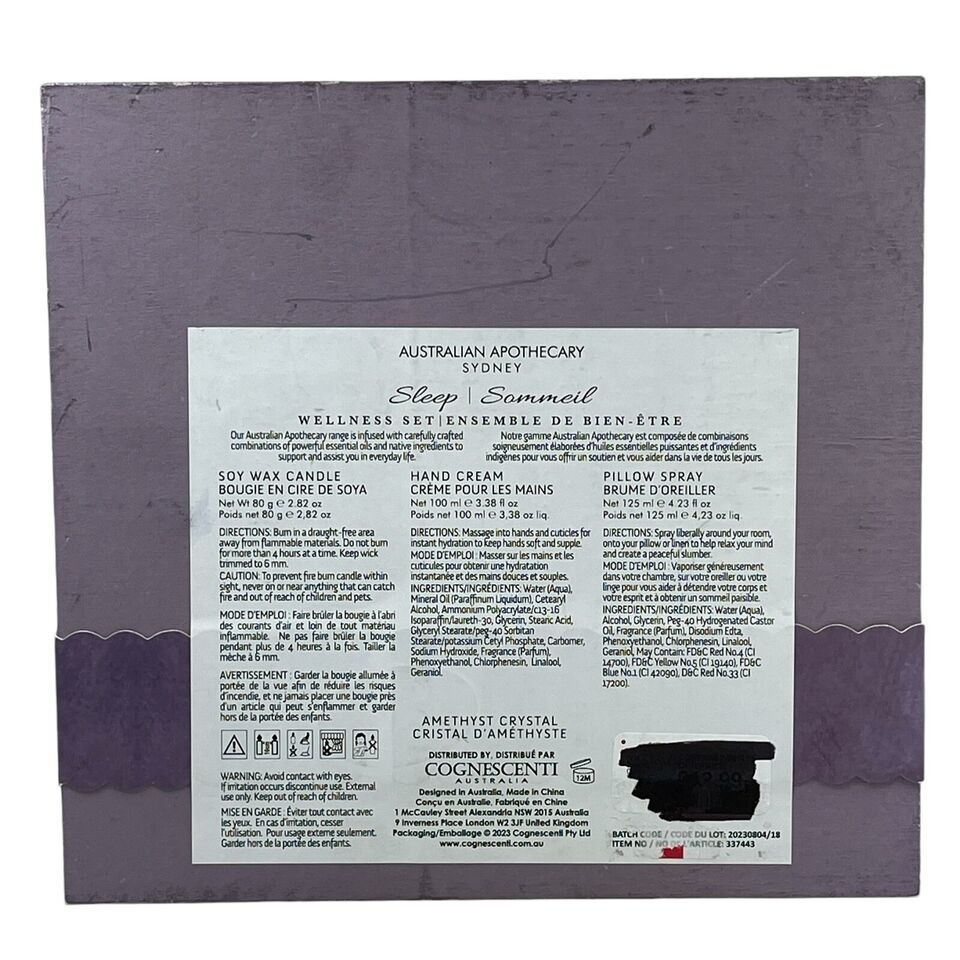 AUSTRALIAN APOTHECARY
SYDNEY
Sleep | Sommeil
WELLNESS SET|ENSEMBLE DE BIEN-ÊTRE
Our Australian Apothecary range is infused with carefully crafted
combinations of powerful essential oils and native ingredients to
support and assist you in everyday life.
Notre gamme Australian Apothecary est composée de combinaisons
soigneusement élaborées d'huiles essentielles puissantes et d'ingrédients
indigènes pour vous offrir un soutien et vous aider dans la vie de tous les jours.
SOY WAX CANDLE
BOUGIE EN CIRE DE SOYA
Net Wt 80 g ℮ 2.82 oz
Poids net 80 g ℮ 2,82 oz
DIRECTIONS: Burn in a draught-free area
away from flammable materials. Do not burn
for more than 4 hours at a time. Keep wick
trimmed to 6 mm.
CAUTION: To prevent fire burn candle within
sight, never on or near anything that can catch
fire and out of reach of children and pets.
MODE D'EMPLOI : Faire brûler la bougie à l'abri
des courants d'air et loin de tout matériau
inflammable. Ne pas faire brûler la bougie
pendant plus de 4 heures à la fois. Tailler la
mèche à 6 mm.
AVERTISSEMENT : Garder la bougie allumée à
portée de la vue afin de réduire les risques
d'incendie, et ne jamais placer une bougie près
d'un article qui peut s'enflammer et garder
hors de la portée des enfants.
WARNING: Avoid contact with eyes.
If irritation occurs discontinue use. External
use only. Keep out of reach of children.
MISE EN GARDE : Éviter tout contact avec
les yeux. En cas d'irritation, cesser
l'utilisation. Pour usage externe seulement.
Garder hors de la portée des enfants.
HAND CREAM
CRÈME POUR LES MAINS
Net 100 ml ℮ 3.38 fl oz
Poids net 100 ml ℮ 3,38 oz liq.
DIRECTIONS: Massage into hands and cuticles for
instant hydration to keep hands soft and supple.
MODE D'EMPLOI : Masser sur les mains et les
cuticules pour obtenir une hydratation
instantanée et des mains douces et souples.
INGREDIENTS/INGRÉDIENTS: Water (Aqua),
Mineral Oil (Paraffinum Liquidum), Cetearyl
Alcohol, Ammonium Polyacrylate/c13-16
Isoparaffin/laureth-30, Glycerin, Stearic Acid,
Glyceryl Stearate/peg-40 Sorbitan
Stearate/potassium Cetyl Phosphate, Carbomer,
Sodium Hydroxide, Fragrance (Parfum),
Phenoxyethanol, Chlorphenesin, Linalool,
Geraniol.
PILLOW SPRAY
BRUME D'OREILLER
Net 125 ml ℮ 4.23 fl oz
Poids net 125 ml ℮ 4,23 oz liq.
DIRECTIONS: Spray liberally around your room,
onto your pillow or linen to help relax your mind
and create a peaceful slumber.
MODE D'EMPLOI : Vaporiser généreusement
dans votre chambre, sur votre oreiller ou votre
linge pour vous aider à détendre votre corps et
votre esprit et à obtenir un sommeil paisible.
INGREDIENTS/INGRÉDIENTS: Water (Aqua),
Alcohol, Glycerin, Peg-40 Hydrogenated Castor
Oil, Fragrance (Parfum), Disodium Edta,
Phenoxyethanol, Chlorphenesin, Linalool,
Geraniol, May Contain: FD&C Red No.4 (CI
14700), FD&C Yellow No.5 (CI 19140), FD&C
Blue No.1 (CI 42090), D&C Red No.33 (CI
17200).
AMETHYST CRYSTAL
CRISTAL D'AMÉTHYSTE
DISTRIBUTED BY, DISTRIBUÉ PAR
COGNESCENTI
AUSTRALIA
12M
Designed in Australia, Made in China
Conçu en Australie, Fabriqué en Chine
1 McCauley Street Alexandria NSW 2015 Australia
9 Inverness Place London W2 3JF United Kingdom
Packaging/Emballage © 2023 Cognescenti Pty Ltd
www.cognescenti.com.au
BATCH CODE / CODE DU LOT: 20230804/18
ITEM NO / NO DE L'ARTICLE: 337443